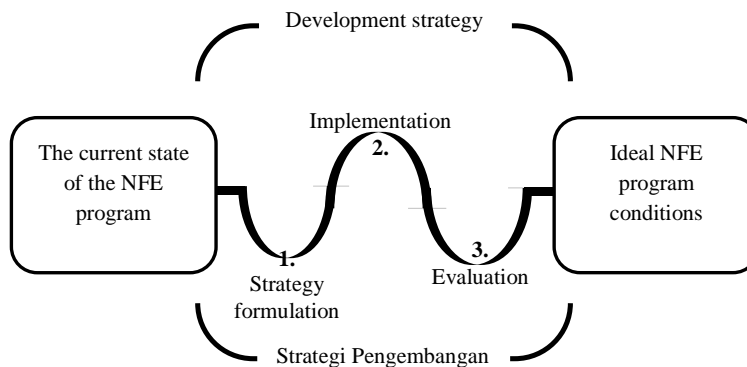 Development strategy
The current state
of the NFE
program
Implementation
2.
Ideal NFE
program
conditions
1.
Strategy
formulation
3.
Evaluation
Strategi Pengembangan